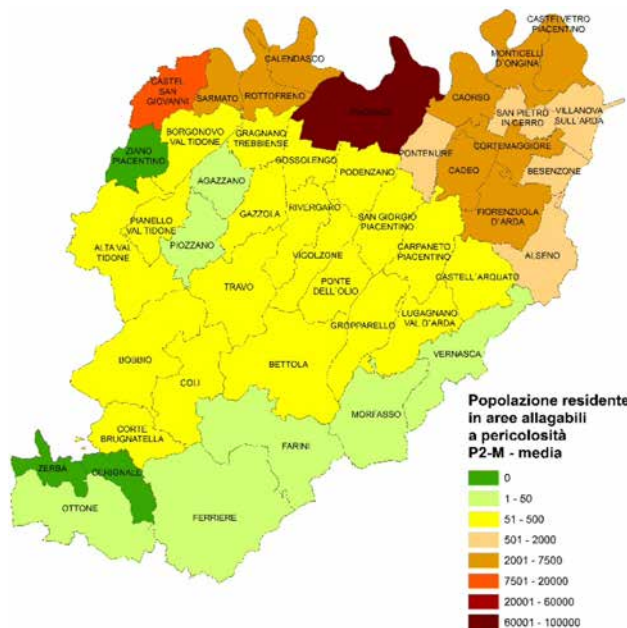 CASTELVETRO
PIACENTINO
MONTICELLI
D'ONGINA
CALENDASCO
CASTEL
SAN
GIOVANNI
SARMATO
ROTTOFRENO
CAORSO
SAN PIETRO
IN CERRO
VILLANOVA
SULL'ARDA
BORGONOVO
VAL TIDONE
GRAGNANO
TREBBIENSE
ZIANO
PIACENTINO
GOSSOLENGO
PODENZANO
PONTENURE
CORTEMAGGIORE
CADEO
BESENZONE
AGAZZANO
GAZZOLA
RIVERGARO
SAN GIORGIO
PIACENTINO
FIORENZUOLA
D'ARDA
PIANELLO
VAL TIDONE
ALTA VAL
TIDONE
PIOZZANO
VIGOLZONE
CARPANETO
PIACENTINO
ALSENO
CASTELL'ARQUATO
TRAVO
PONTE
DELL'OLIO
GROPPARELLO
LUGAGNANO
VAL D'ARDA
BOBBIO
COLI
BETTOLA
VERNASCA
MORFASSO
CORTE
BRUGNATELLA
FARINI
ZERBA
CERIGNALE
OTTONE
FERRIERE
Popolazione residente
in aree allagabili
a pericolosità
P2-M - media
0
1 - 50
51 - 500
501 - 2000
2001 - 7500
7501 - 20000
20001 - 60000
60001 - 100000